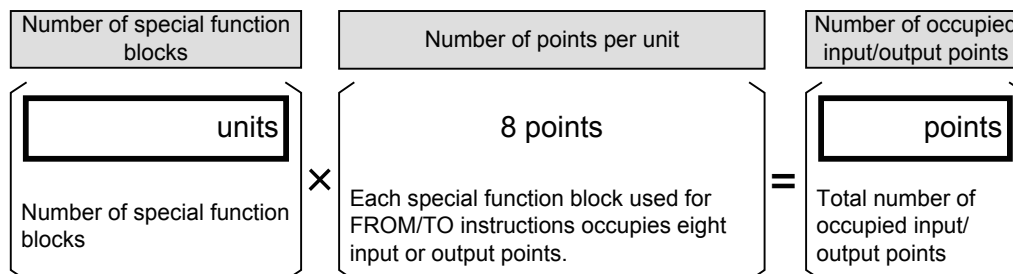 Number of special function
blocks
Number of points per unit
Number of occupied
input/output points
units
Number of special function
blocks
×
8 points
Each special function block used for
FROM/TO instructions occupies eight
input or output points.
=
points
Total number of
occupied input/
output points